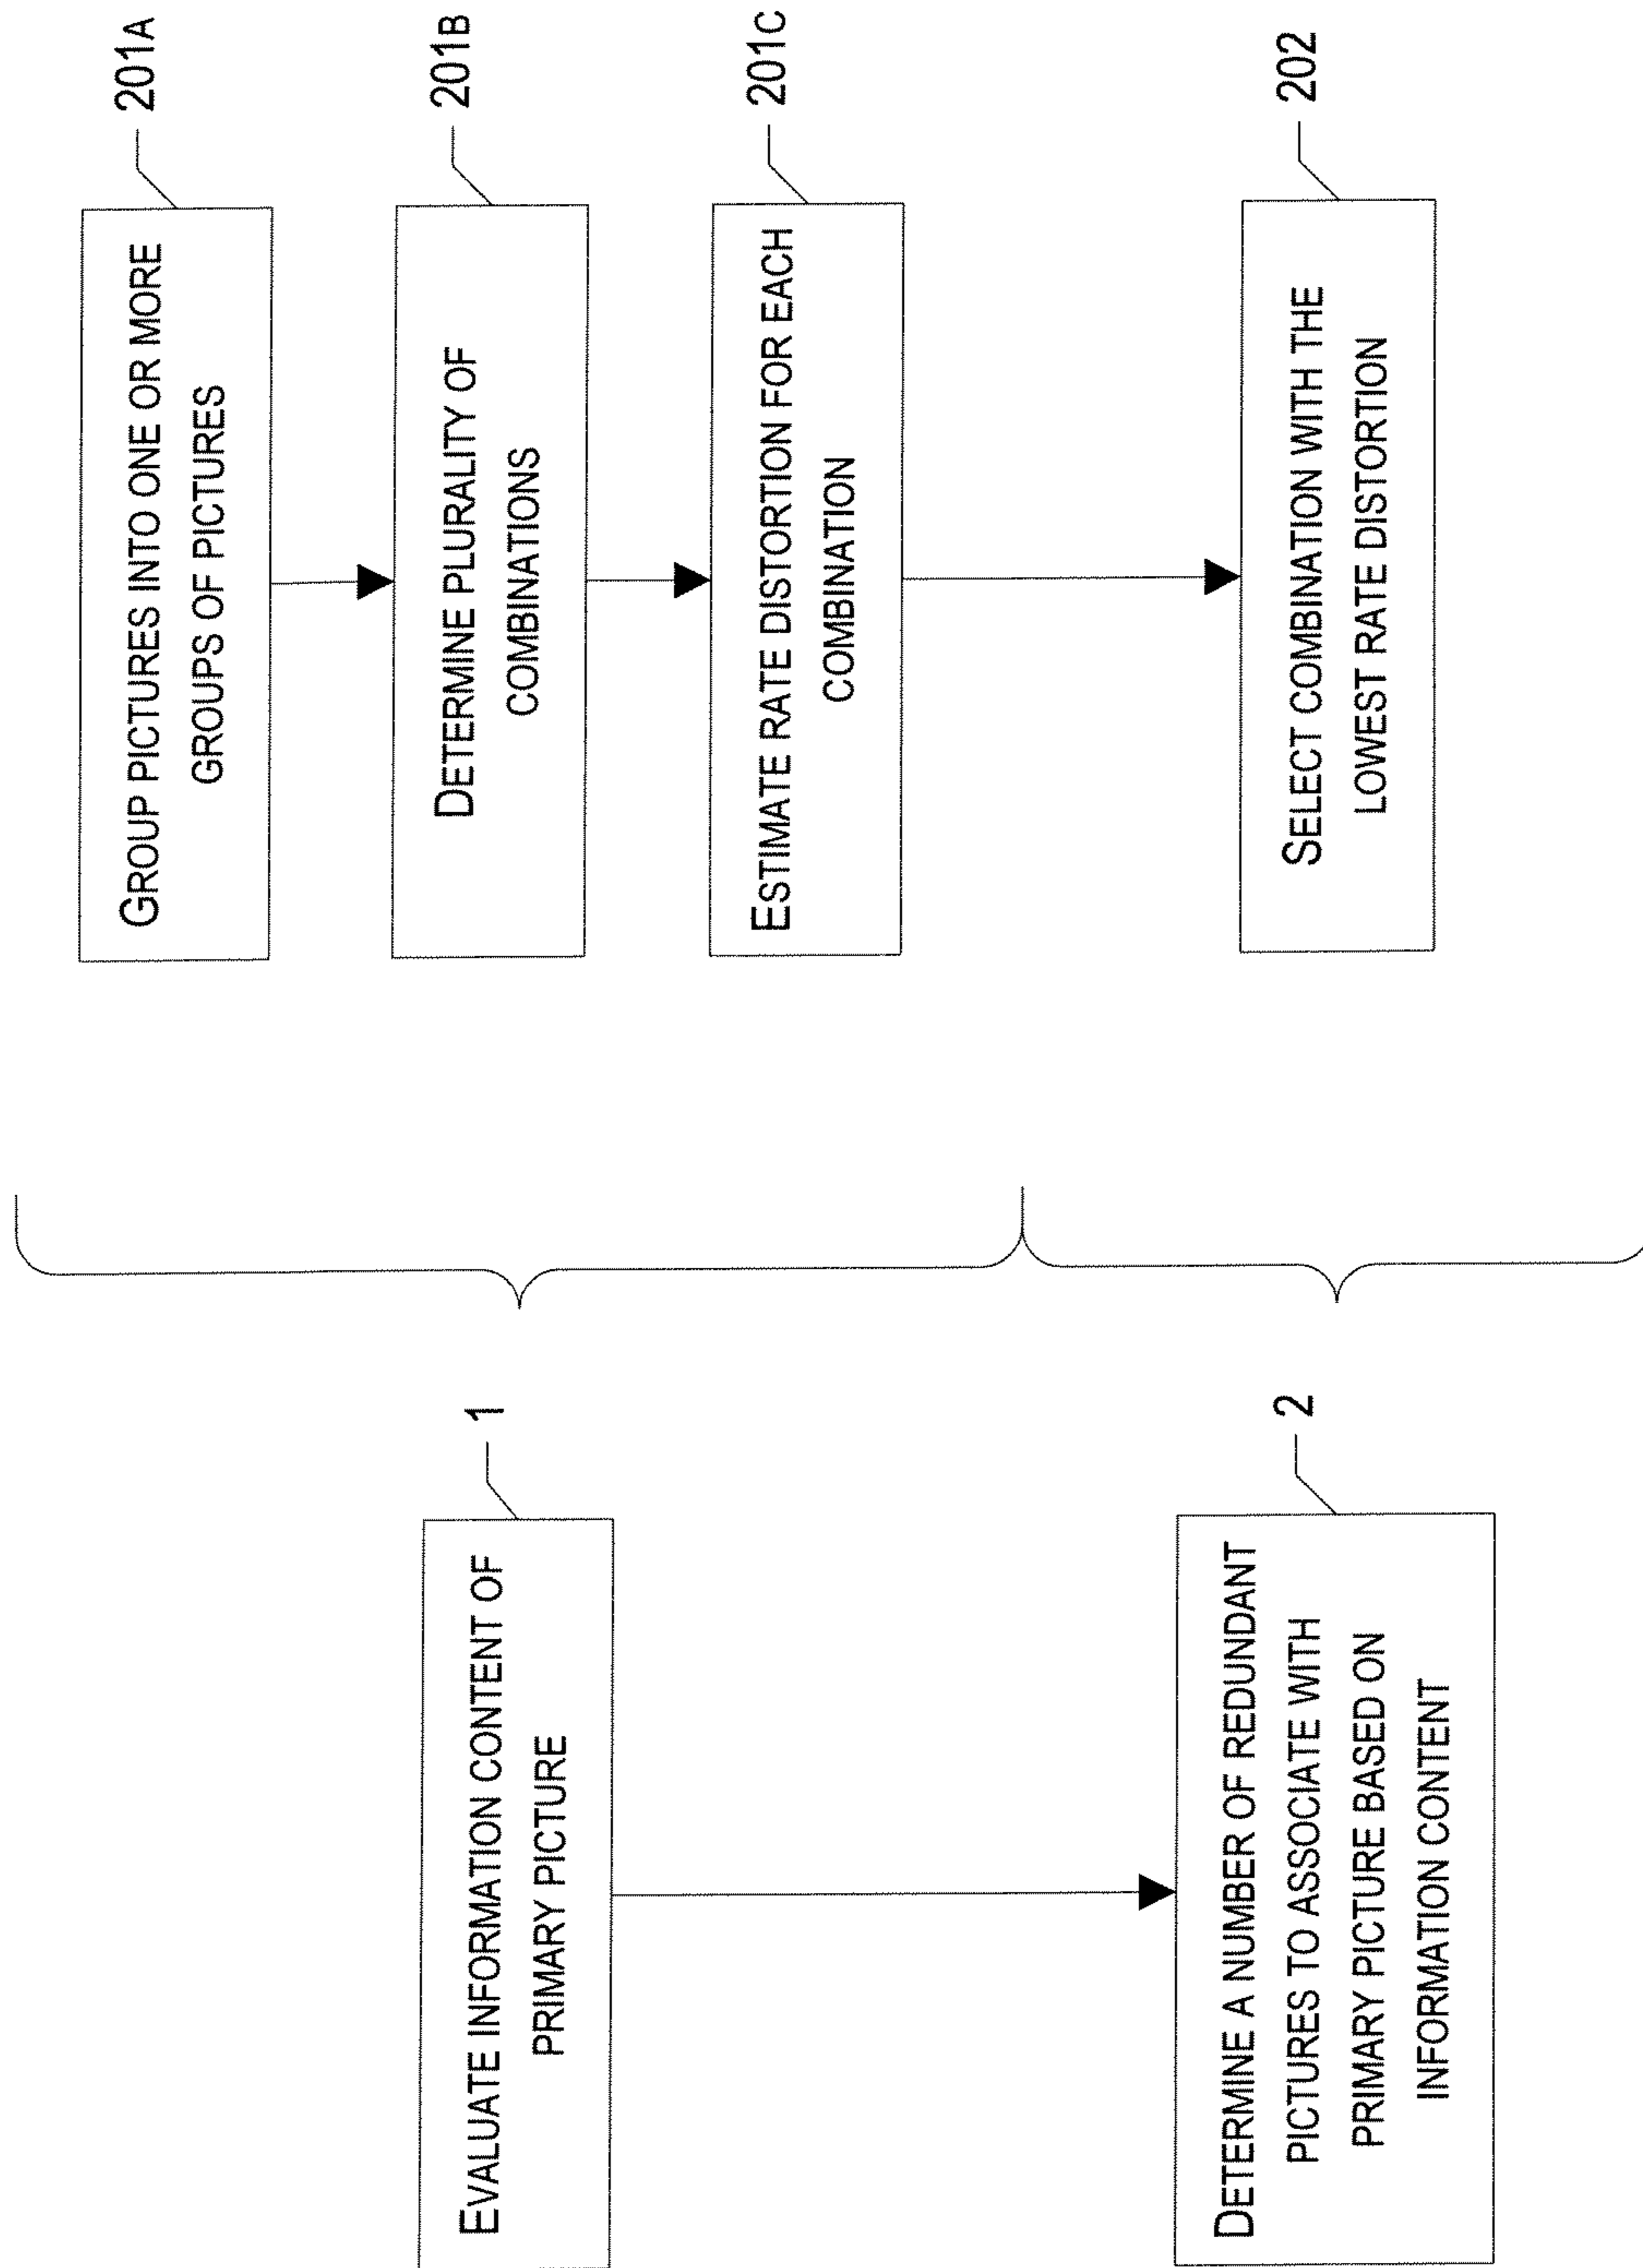 EVALUATE INFORMATION CONTENT OF
PRIMARY PICTURE
1
DETERMINE A NUMBER OF REDUNDANT
PICTURES TO ASSOCIATE WITH
PRIMARY PICTURE BASED ON
INFORMATION CONTENT
2
GROUP PICTURES INTO ONE OR MORE
GROUPS OF PICTURES
201A
DETERMINE PLURALITY OF
COMBINATIONS
201B
ESTIMATE RATE DISTORTION FOR EACH
COMBINATION
201C
SELECT COMBINATION WITH THE
LOWEST RATE DISTORTION
202